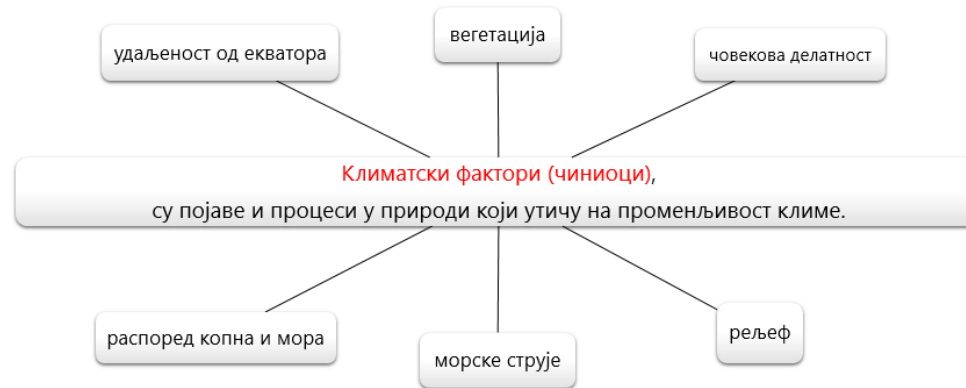 вегетација
удаљеност од екватора
човекова делатност
Климатски фактори (чиниоци),
су појаве и процеси у природи који утичу на променљивост климе.
распоред копна и мора
морске струје
рељеф